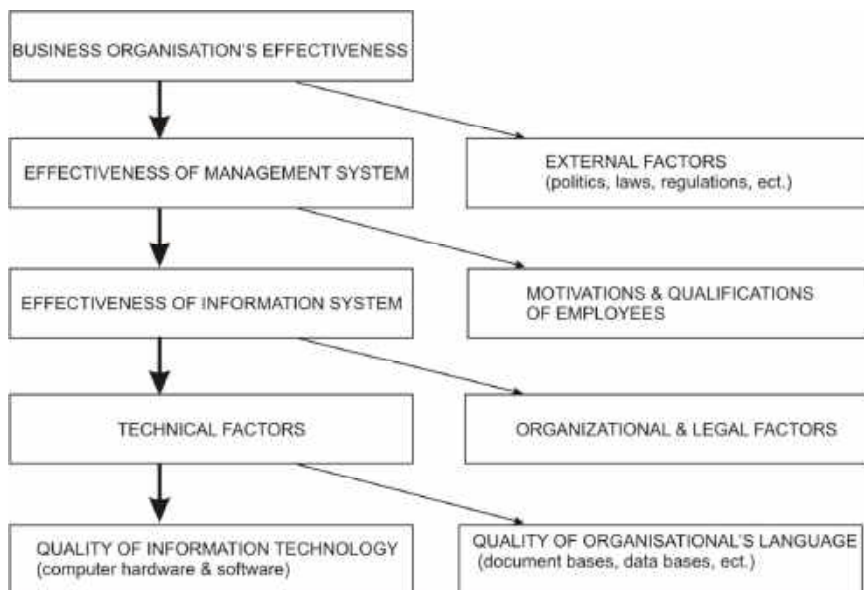 BUSINESS ORGANISATION'S EFFECTIVENESS
EFFECTIVENESS OF MANAGEMENT SYSTEM
EXTERNAL FACTORS
(politics, laws, regulations, ect.)
EFFECTIVENESS OF INFORMATION SYSTEM
MOTIVATIONS & QUALIFICATIONS
OF EMPLOYEES
TECHNICAL FACTORS
ORGANIZATIONAL & LEGAL FACTORS
QUALITY OF INFORMATION TECHNOLOGY
(computer hardware & software)
QUALITY OF ORGANISATIONAL'S LANGUAGE
(document bases, data bases, ect.)